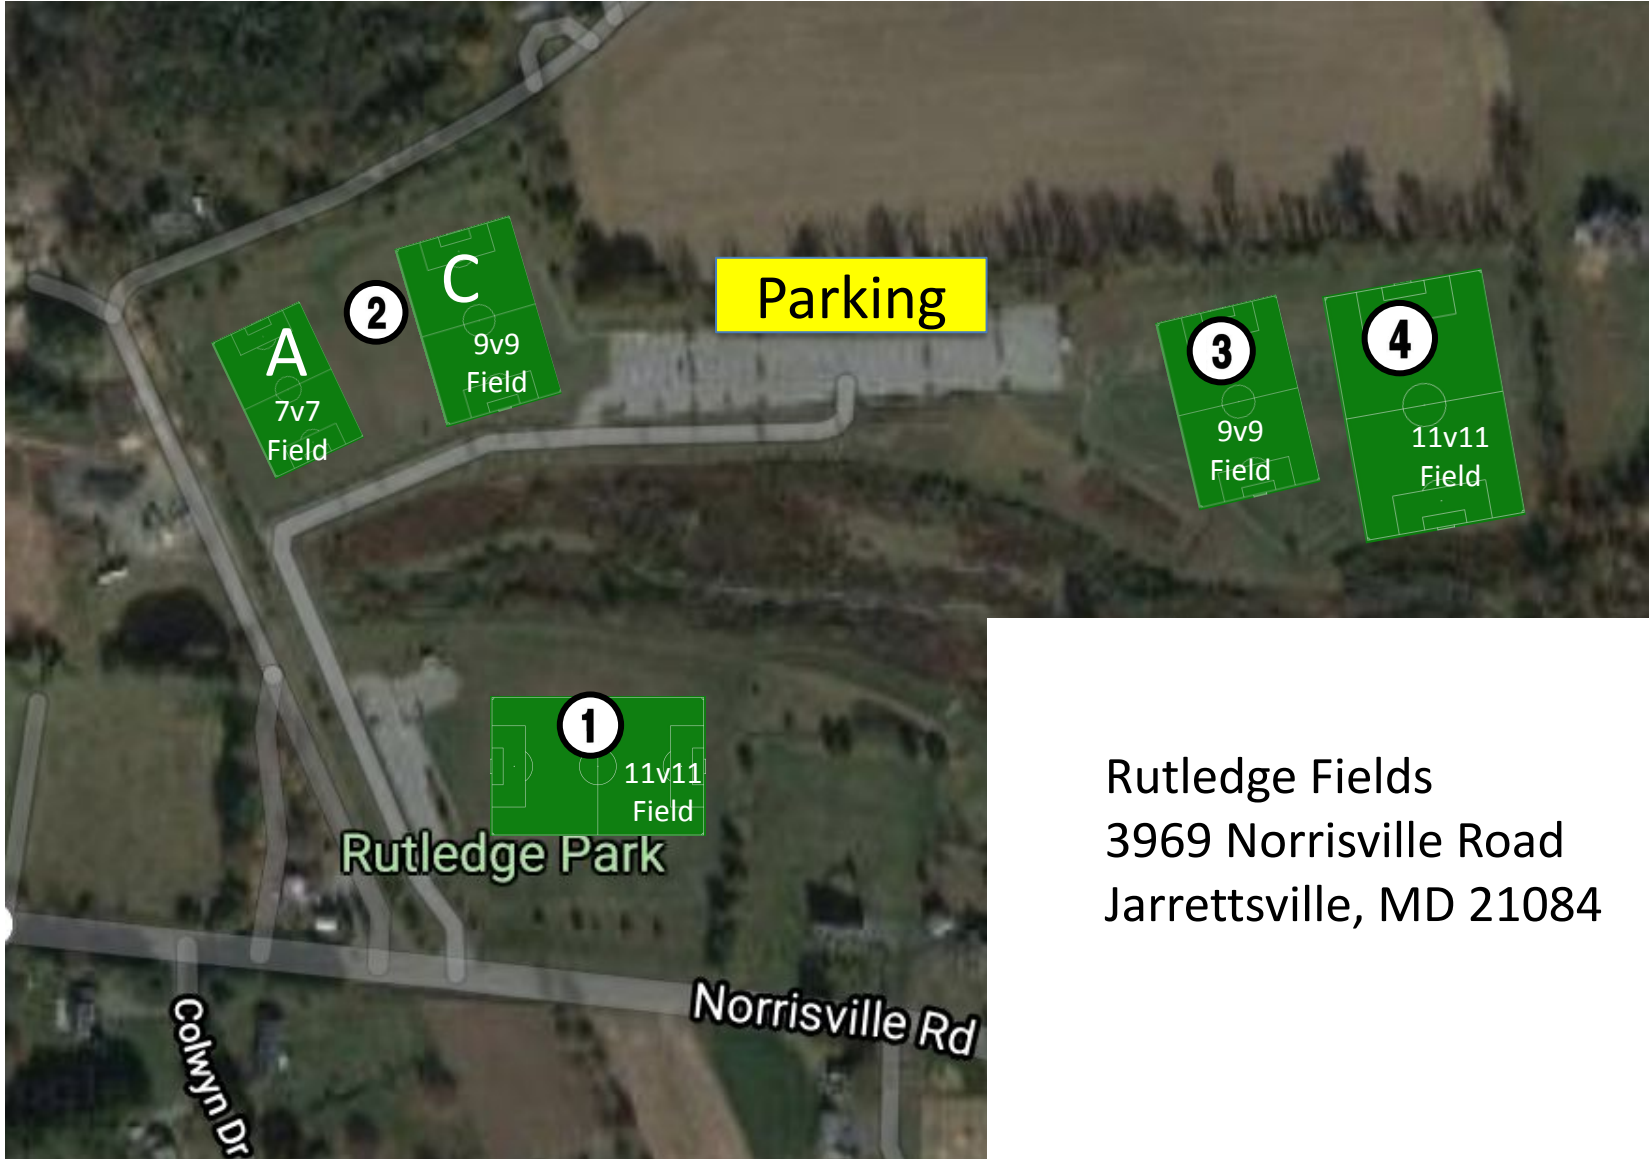 Parking
A
7v7
Field
2
C
9v9
Field
3
9v9
Field
4
11v11
Field
1
11v11
Field
Rutledge Park
Norrisville Rd
Colwyn Dr
Rutledge Fields
3969 Norrisville Road
Jarrettsville, MD 21084